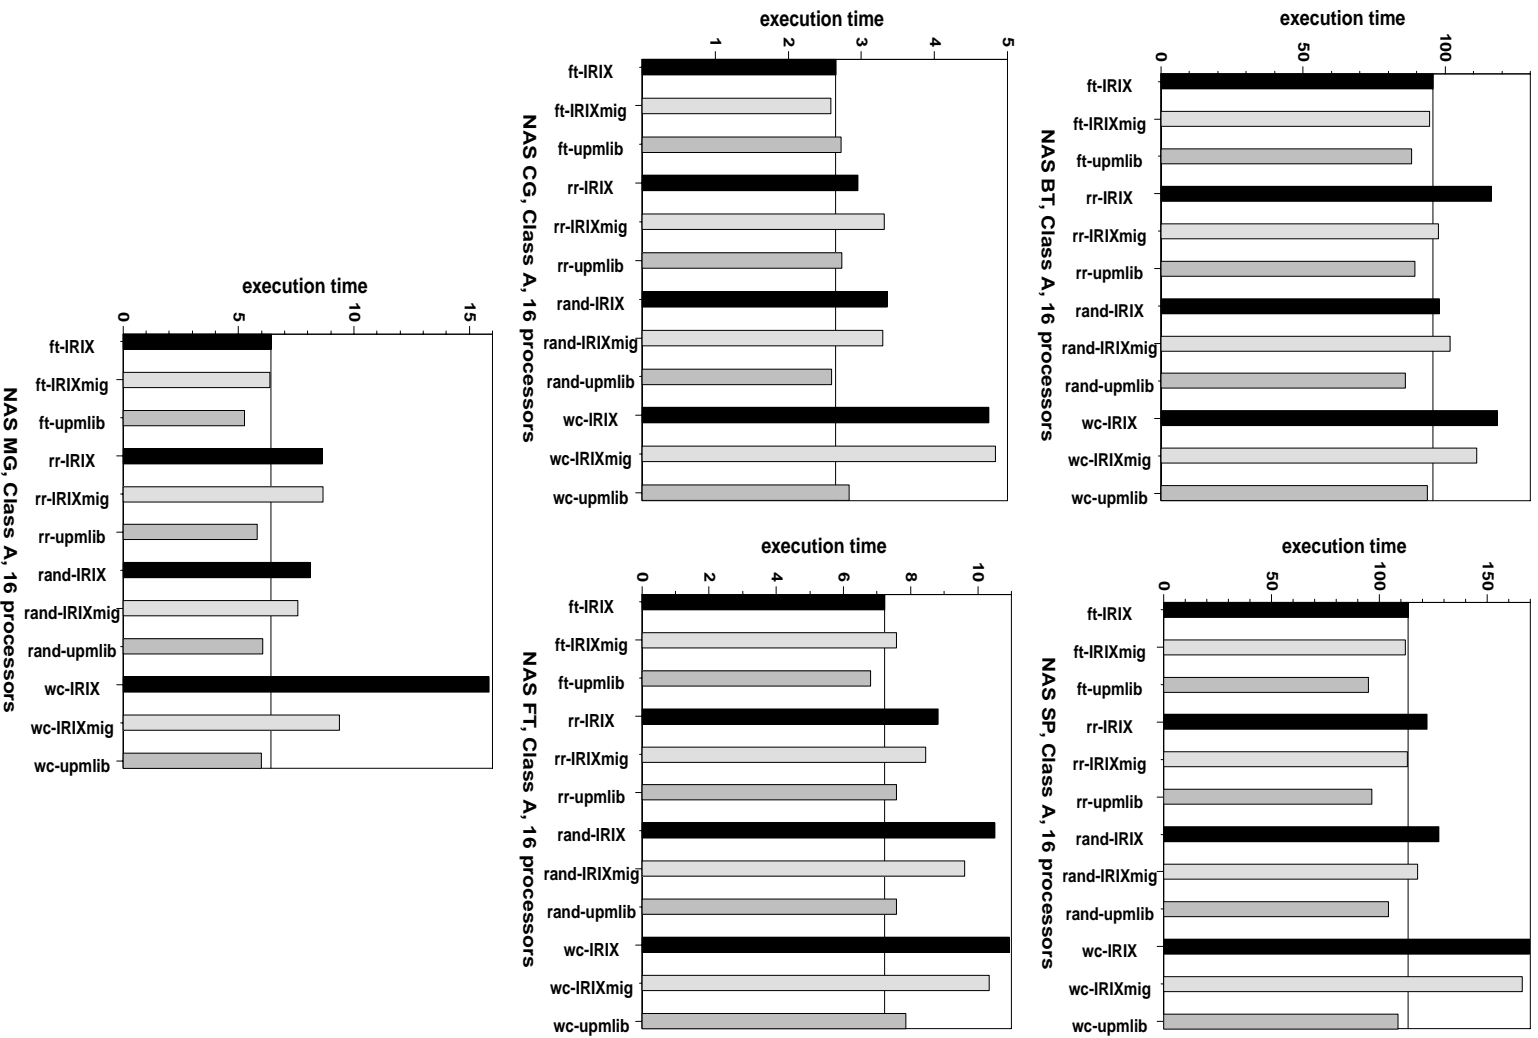 execution time
0
50
100
ft-IRIX
ft-IRIXmig
ft-upmlib
rr-IRIX
rr-IRIXmig
rr-upmlib
rand-IRIX
rand-IRIXmig
rand-upmlib
wc-IRIX
wc-IRIXmig
wc-upmlib
NAS BT, Class A, 16 processors
execution time
0
50
100
150
ft-IRIX
ft-IRIXmig
ft-upmlib
rr-IRIX
rr-IRIXmig
rr-upmlib
rand-IRIX
rand-IRIXmig
rand-upmlib
wc-IRIX
wc-IRIXmig
wc-upmlib
NAS SP, Class A, 16 processors
execution time
1
2
3
4
5
ft-IRIX
ft-IRIXmig
ft-upmlib
rr-IRIX
rr-IRIXmig
rr-upmlib
rand-IRIX
rand-IRIXmig
rand-upmlib
wc-IRIX
wc-IRIXmig
wc-upmlib
NAS CG, Class A, 16 processors
execution time
0
2
4
6
8
10
ft-IRIX
ft-IRIXmig
ft-upmlib
rr-IRIX
rr-IRIXmig
rr-upmlib
rand-IRIX
rand-IRIXmig
rand-upmlib
wc-IRIX
wc-IRIXmig
wc-upmlib
NAS FT, Class A, 16 processors
execution time
0
5
10
15
ft-IRIX
ft-IRIXmig
ft-upmlib
rr-IRIX
rr-IRIXmig
rr-upmlib
rand-IRIX
rand-IRIXmig
rand-upmlib
wc-IRIX
wc-IRIXmig
wc-upmlib
NAS MG, Class A, 16 processors